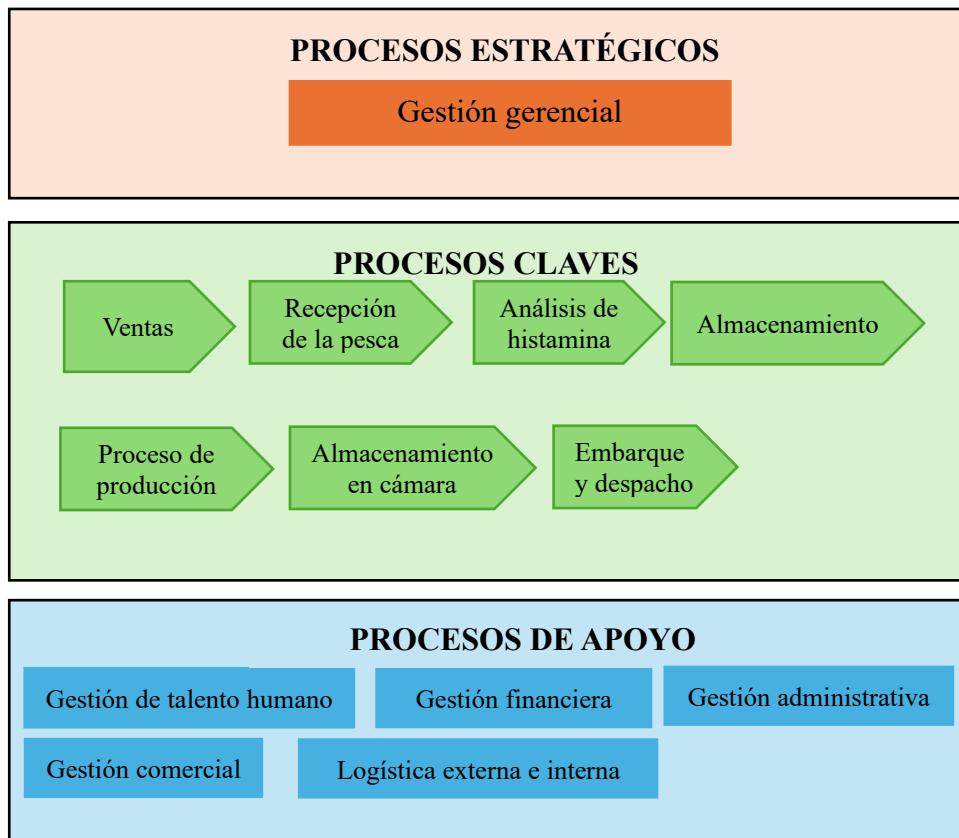 PROCESOS ESTRATÉGICOS
Gestión gerencial
PROCESOS CLAVES
Ventas
Recepción
de la pesca
Análisis de
histamina
Almacenamiento
Proceso de
producción
Almacenamiento
en cámara
Embarque
y despacho
PROCESOS DE APOYO
Gestión de talento humano
Gestión financiera
Gestión administrativa
Gestión comercial
Logística externa e interna